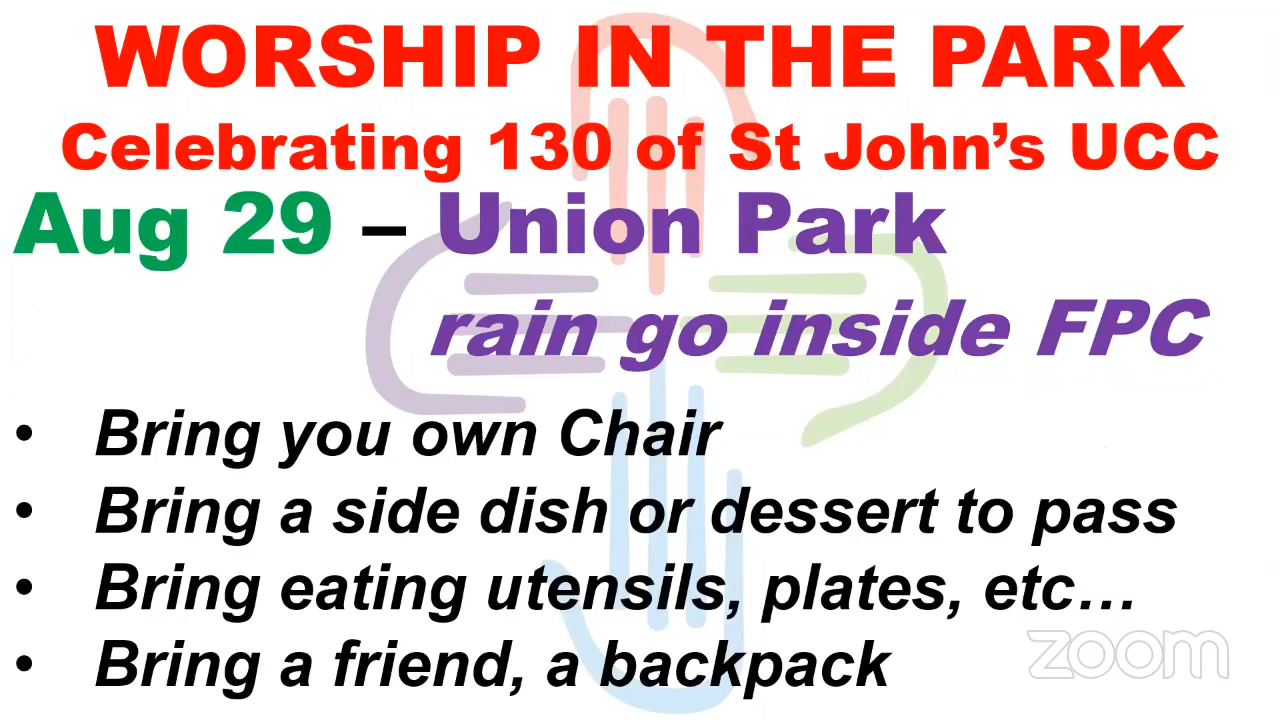 WORSHIP IN THE PARK
Celebrating 130 of St John’s UCC
Aug 29 – Union Park
rain go inside FPC
• Bring you own Chair
• Bring a side dish or dessert to pass
• Bring eating utensils, plates, etc…
• Bring a friend, a backpack
zoom